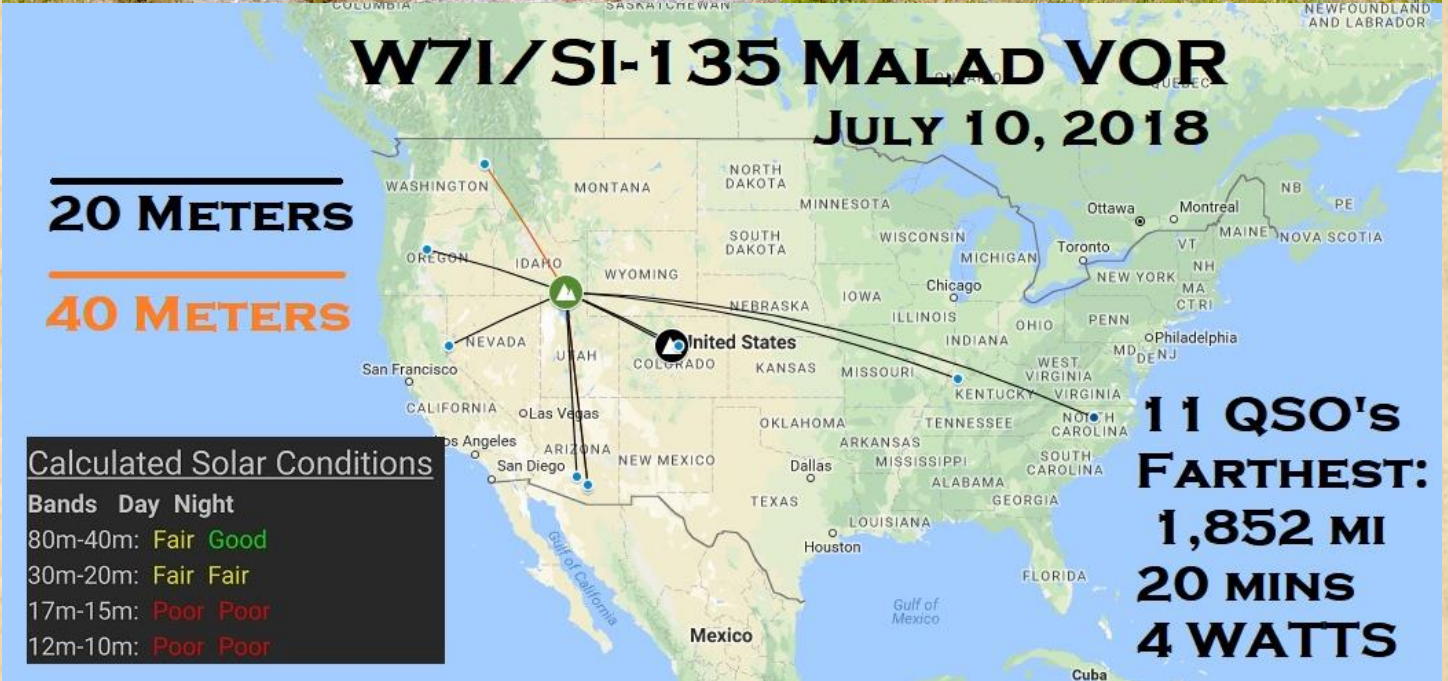 COLUMBIA
SASKATCHEWAN
NEWFOUNDLAND
AND LABRADOR
W7I/SI-135 MALAD VOR
ONTARIO
QUEBEC
JULY 10, 2018
20 METERS
40 METERS
WASHINGTON
MONTANA
NORTH
DAKOTA
MINNESOTA
Ottawa
Montreal
NB
PE
OREGON
IDAHO
WYOMING
SOUTH
DAKOTA
WISCONSIN
MICHIGAN
Toronto
VT
MAINE
NOVA SCOTIA
NH
NEW YORK
MA
CT RI
NEBRASKA
IOWA
Chicago
ILLINOIS
INDIANA
OHIO
PENN
Philadelphia
MD
DE
NJ
San Francisco
NEVADA
UTAH
COLORADO
United States
KANSAS
MISSOURI
WEST
VIRGINIA
KENTUCKY
VIRGINIA
CALIFORNIA
Las Vegas
OKLAHOMA
TENNESSEE
NORTH
CAROLINA
os Angeles
ARIZONA
NEW MEXICO
ARKANSAS
MISSISSIPPI
SOUTH
CAROLINA
San Diego
Dallas
ALABAMA
GEORGIA
TEXAS
LOUISIANA
Houston
FLORIDA
Gulf of California
Gulf of
Mexico
Mexico
Cuba
Calculated Solar Conditions
Bands Day Night
80m-40m: Fair Good
30m-20m: Fair Fair
17m-15m: Poor Poor
12m-10m: Poor Poor
11 QSO's
FARTHEST:
1,852 MI
20 MINS
4 WATTS